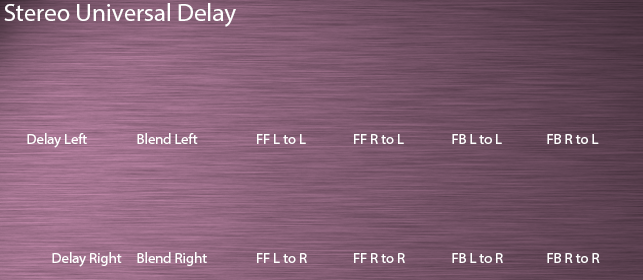 Stereo Universal Delay
Delay Left Blend Left FF L to L FF R to L FB L to L FB R to L
Delay Right Blend Right FF L to R FF R to R FB L to R FB R to R